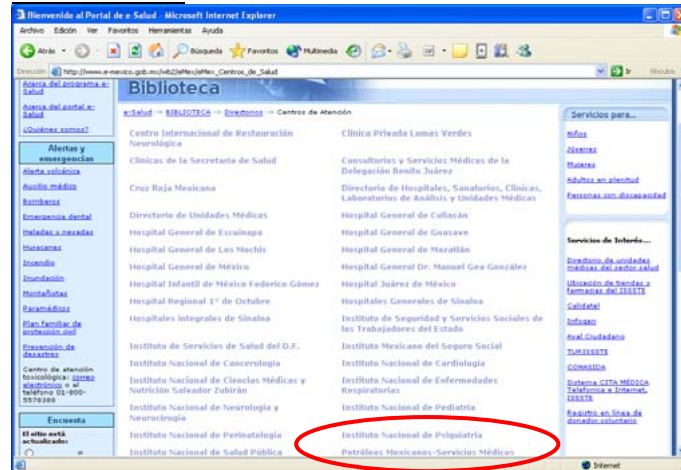 Bienvenido al Portal de e-Salud - Microsoft Internet Explorer
Archivo Edición Ver Favoritos Herramientas Ayuda
Atrás Búsqueda Favoritos Multimedia
Dirección http://www.e-mexico.gob.mx/wb2/eMex/eMex_Centros_de_Salud Ir Vínculos
Acerca del programa e-
Salud
Acerca del portal e-
Salud
¿Quiénes somos?
Alertas y
emergencias
Alerta volcánica
Auxilio médico
Bomberos
Emergencia dental
Heladas y nevadas
Huracanes
Incendio
Inundación
Montañistas
Paramédicos
Plan familiar de
protección civil
Prevención de
desastres
Centro de atención
toxicológica: correo
electrónico o al
teléfono 01-800-
Encuesta
El sitio está
actualizado:
Biblioteca
e-Salud → BIBLIOTECA → Directorios → Centros de Atención
Centro Internacional de Restauración
Neurológica
Clínica Privada Lomas Verdes
Clínicas de la Secretaría de Salud
Consultorios y Servicios Médicos de la
Delegación Benito Juárez
Cruz Roja Mexicana
Directorio de Hospitales, Sanatorios, Clínicas,
Laboratorios de Análisis y Unidades Médicas
Directorio de Unidades Médicas
Hospital General de Culiacán
Hospital General de Escuinapa
Hospital General de Guasave
Hospital General de Los Mochis
Hospital General de Mazatlán
Hospital General de México
Hospital General Dr. Manuel Gea González
Hospital Infantil de México Federico Gómez
Hospital Juárez de México
Hospital Regional 1° de Octubre
Hospitales Generales de Sinaloa
Hospitales integrales de Sinaloa
Instituto de Seguridad y Servicios Sociales de
los Trabajadores del Estado
Instituto de Servicios de Salud del D.F.
Instituto Mexicano del Seguro Social
Instituto Nacional de Cancerología
Instituto Nacional de Cardiología
Instituto Nacional de Ciencias Médicas y
Nutrición Salvador Zubirán
Instituto Nacional de Enfermedades
Respiratorias
Instituto Nacional de Neurología y
Neurocirugía
Instituto Nacional de Pediatría
Instituto Nacional de Perinatología
Instituto Nacional de Psiquiatría
Instituto Nacional de Salud Pública
Petróleos Mexicanos-Servicios Médicos
Servicios para...
Niños
Jóvenes
Mujeres
Adultos en plenitud
Personas con discapacidad
Servicios de Interés...
Directorio de unidades
médicas del sector salud
Ubicación de tiendas y
farmacias del ISSSTE
Calidatel
Infogen
Aval Ciudadano
TURISSSTE
CONASIDA
Sistema CITA MÉDICA
Telefónica e Internet,
ISSSTE
Registro en línea de
donador voluntario
Internet